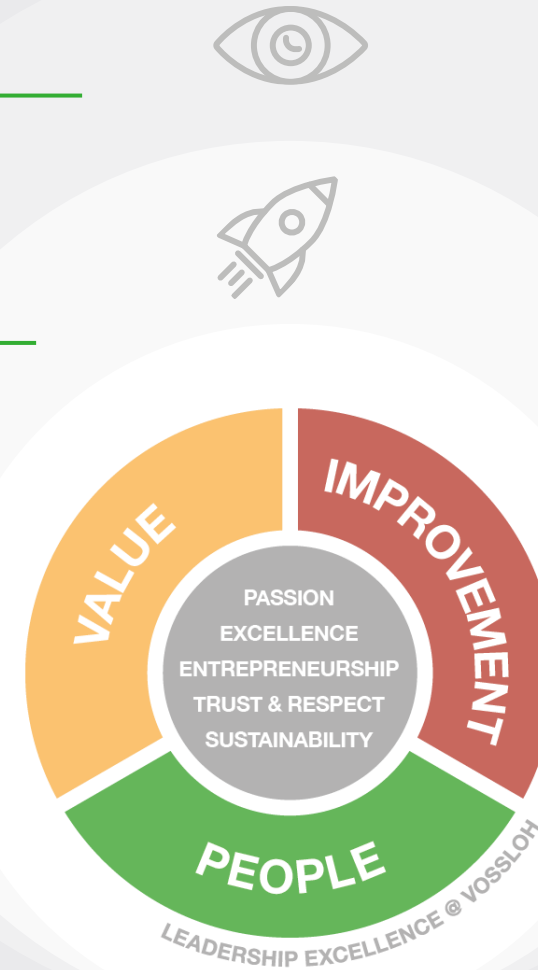 VALUE
IMPROVEMENT
PASSION
EXCELLENCE
ENTREPRENEURSHIP
TRUST & RESPECT
SUSTAINABILITY
PEOPLE
LEADERSHIP EXCELLENCE @ VOSSLOH